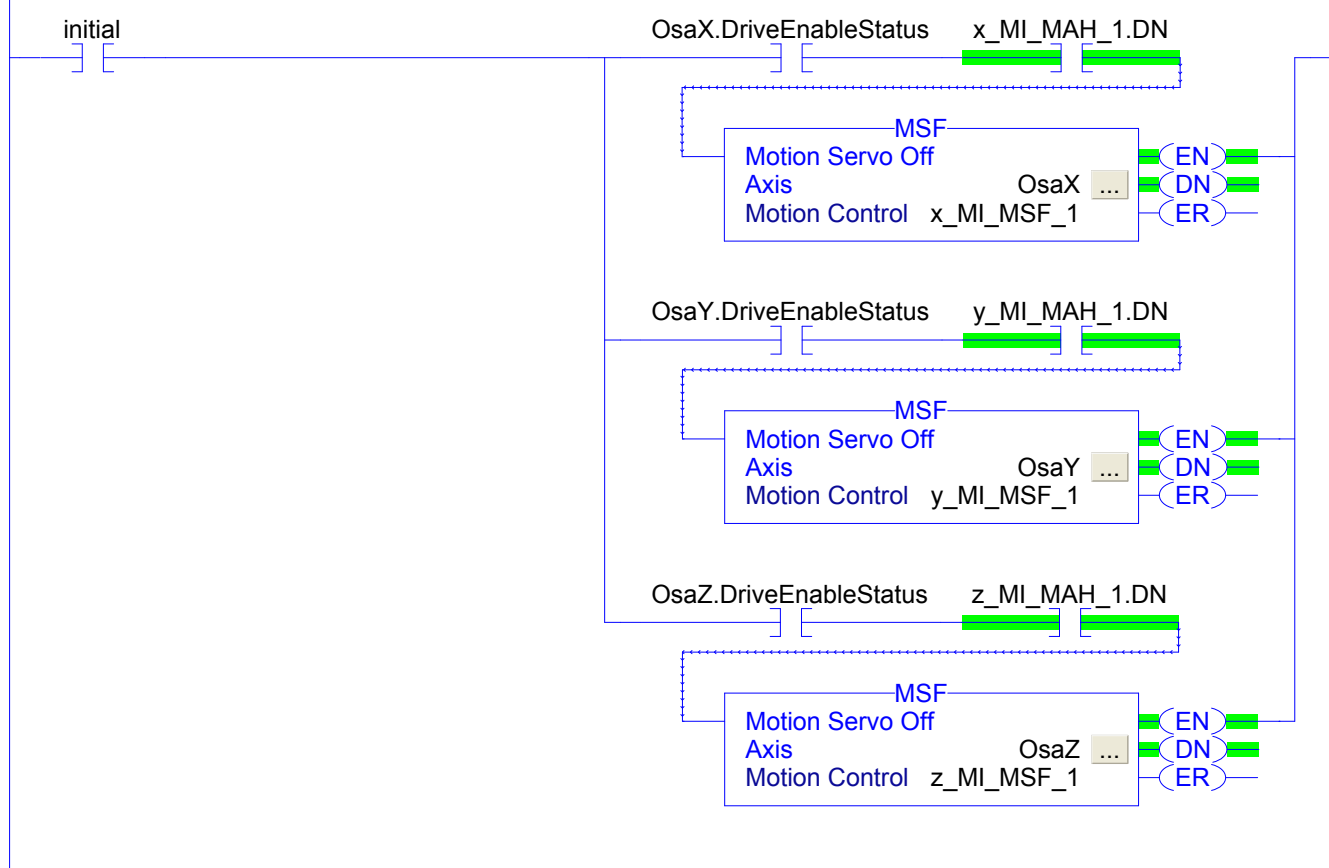 initial
OsaX.DriveEnableStatus x_MI_MAH_1.DN
MSF
Motion Servo Off EN
Axis OsaX ... DN
Motion Control x_MI_MSF_1 ER
OsaY.DriveEnableStatus y_MI_MAH_1.DN
MSF
Motion Servo Off EN
Axis OsaY ... DN
Motion Control y_MI_MSF_1 ER
OsaZ.DriveEnableStatus z_MI_MAH_1.DN
MSF
Motion Servo Off EN
Axis OsaZ ... DN
Motion Control z_MI_MSF_1 ER